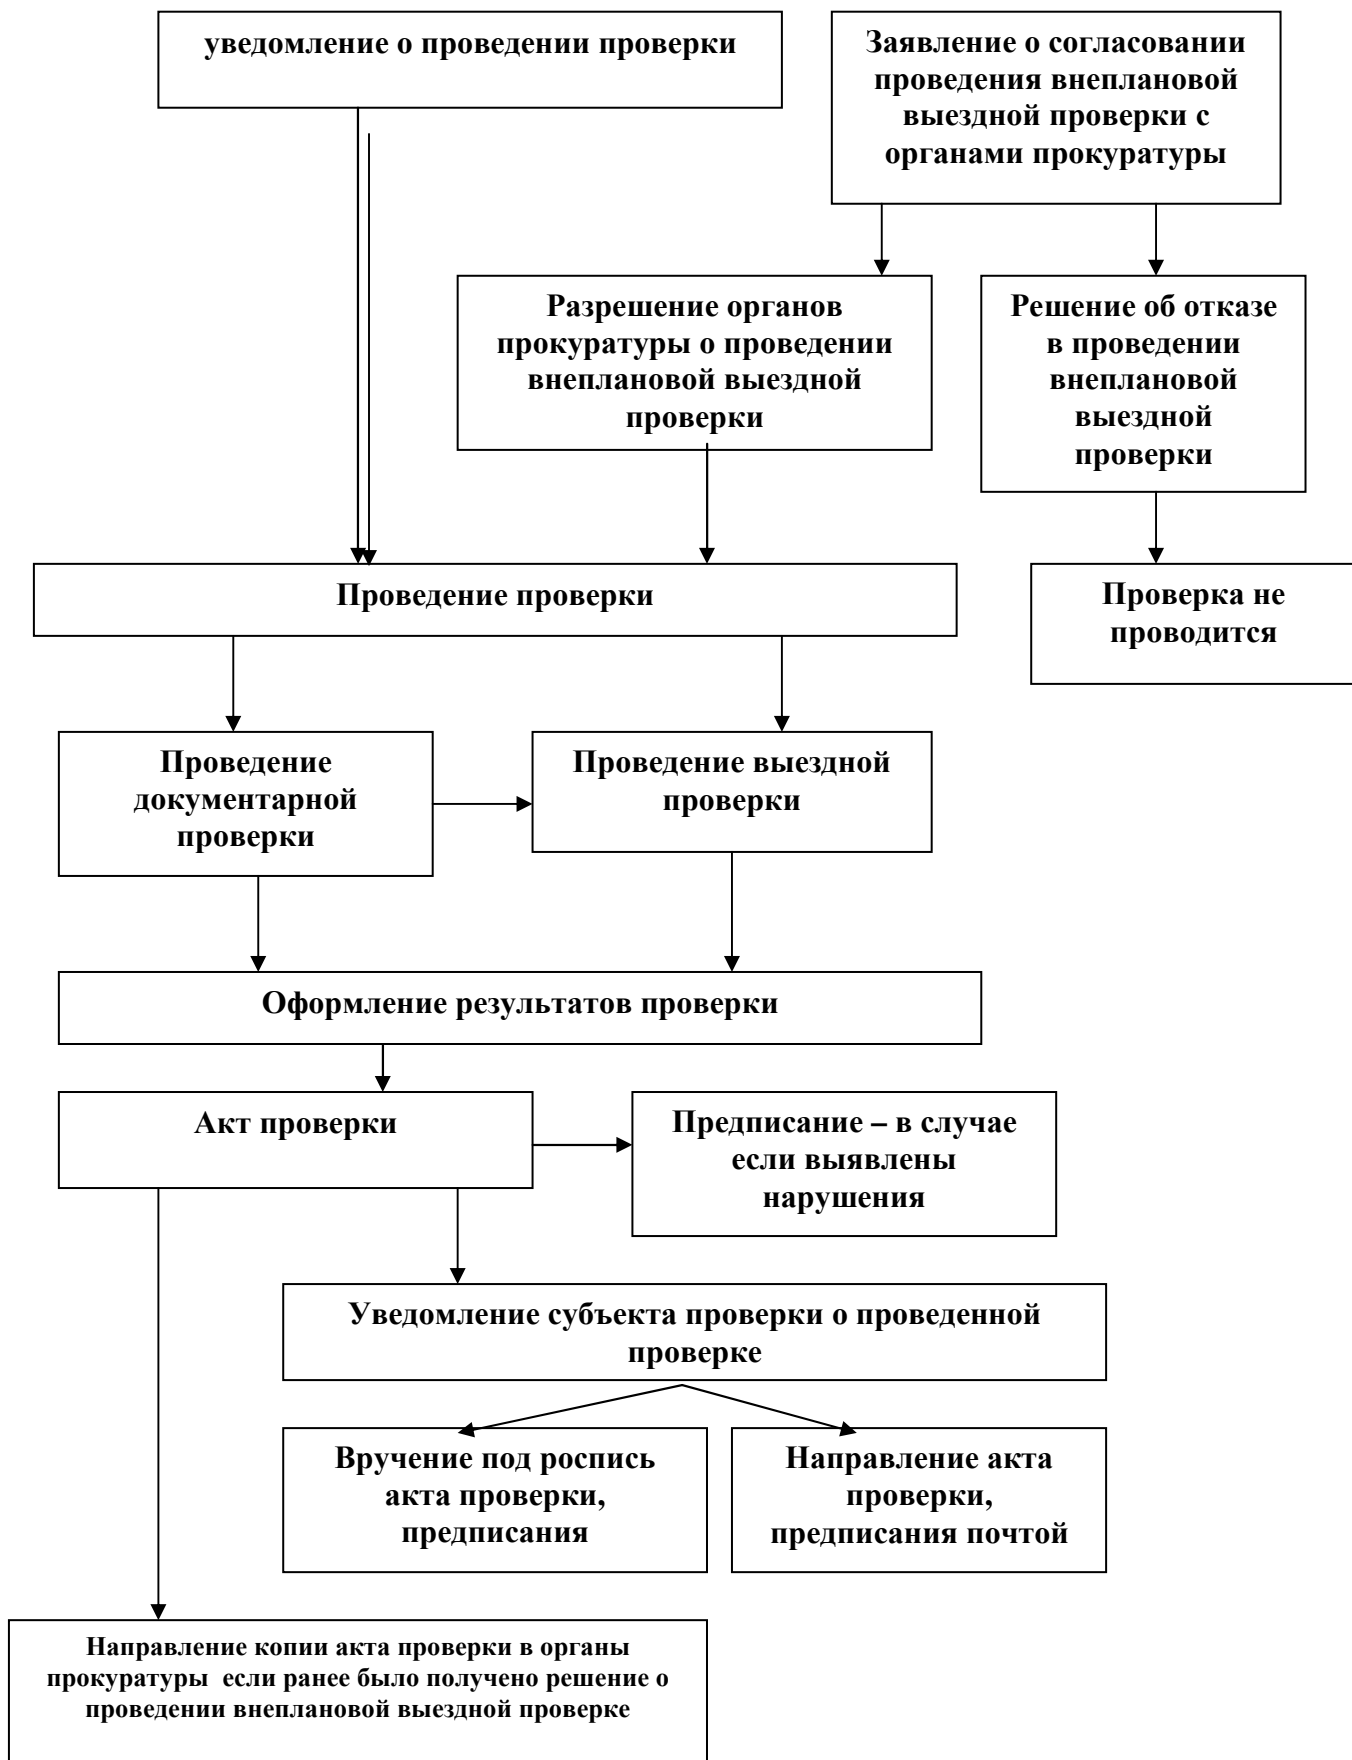 уведомление о проведении проверки
Заявление о согласовании
проведения внеплановой
выездной проверки с
органами прокуратуры
Разрешение органов
прокуратуры о проведении
внеплановой выездной
проверки
Решение об отказе
в проведении
внеплановой
выездной
проверки
Проведение проверки
Проверка не
проводится
Проведение
документарной
проверки
Проведение выездной
проверки
Оформление результатов проверки
Акт проверки
Предписание – в случае
если выявлены
нарушения
Уведомление субъекта проверки о проведенной
проверке
Вручение под роспись
акта проверки,
предписания
Направление акта
проверки,
предписания почтой
Направление копии акта проверки в органы
прокуратуры  если ранее было получено решение о
проведении внеплановой выездной проверке